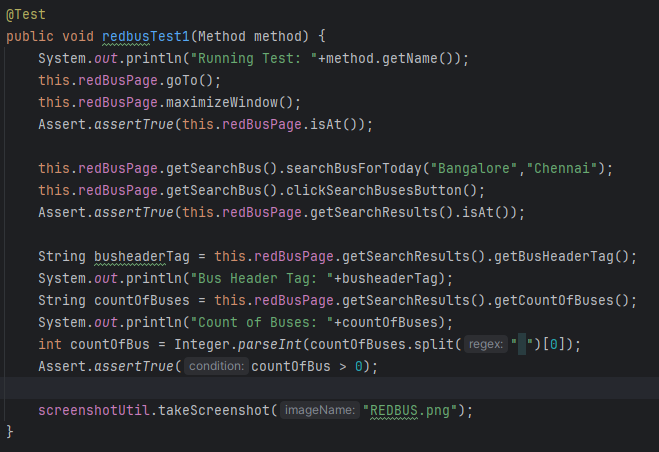 @Test
public void redbusTest1(Method method) {
System.out.println("Running Test: "+method.getName());
this.redBusPage.goTo();
this.redBusPage.maximizeWindow();
Assert.assertTrue(this.redBusPage.isAt());
this.redBusPage.getSearchBus().searchBusForToday("Bangalore","Chennai");
this.redBusPage.getSearchBus().clickSearchBusesButton();
Assert.assertTrue(this.redBusPage.getSearchResults().isAt());
String busheaderTag = this.redBusPage.getSearchResults().getBusHeaderTag();
System.out.println("Bus Header Tag: "+busheaderTag);
String countOfBuses = this.redBusPage.getSearchResults().getCountOfBuses();
System.out.println("Count of Buses: "+countOfBuses);
int countOfBus = Integer.parseInt(countOfBuses.split( regex: " ")[0]);
Assert.assertTrue( condition: countOfBus > 0);
screenshotUtil.takeScreenshot( imageName: "REDBUS.png");
}